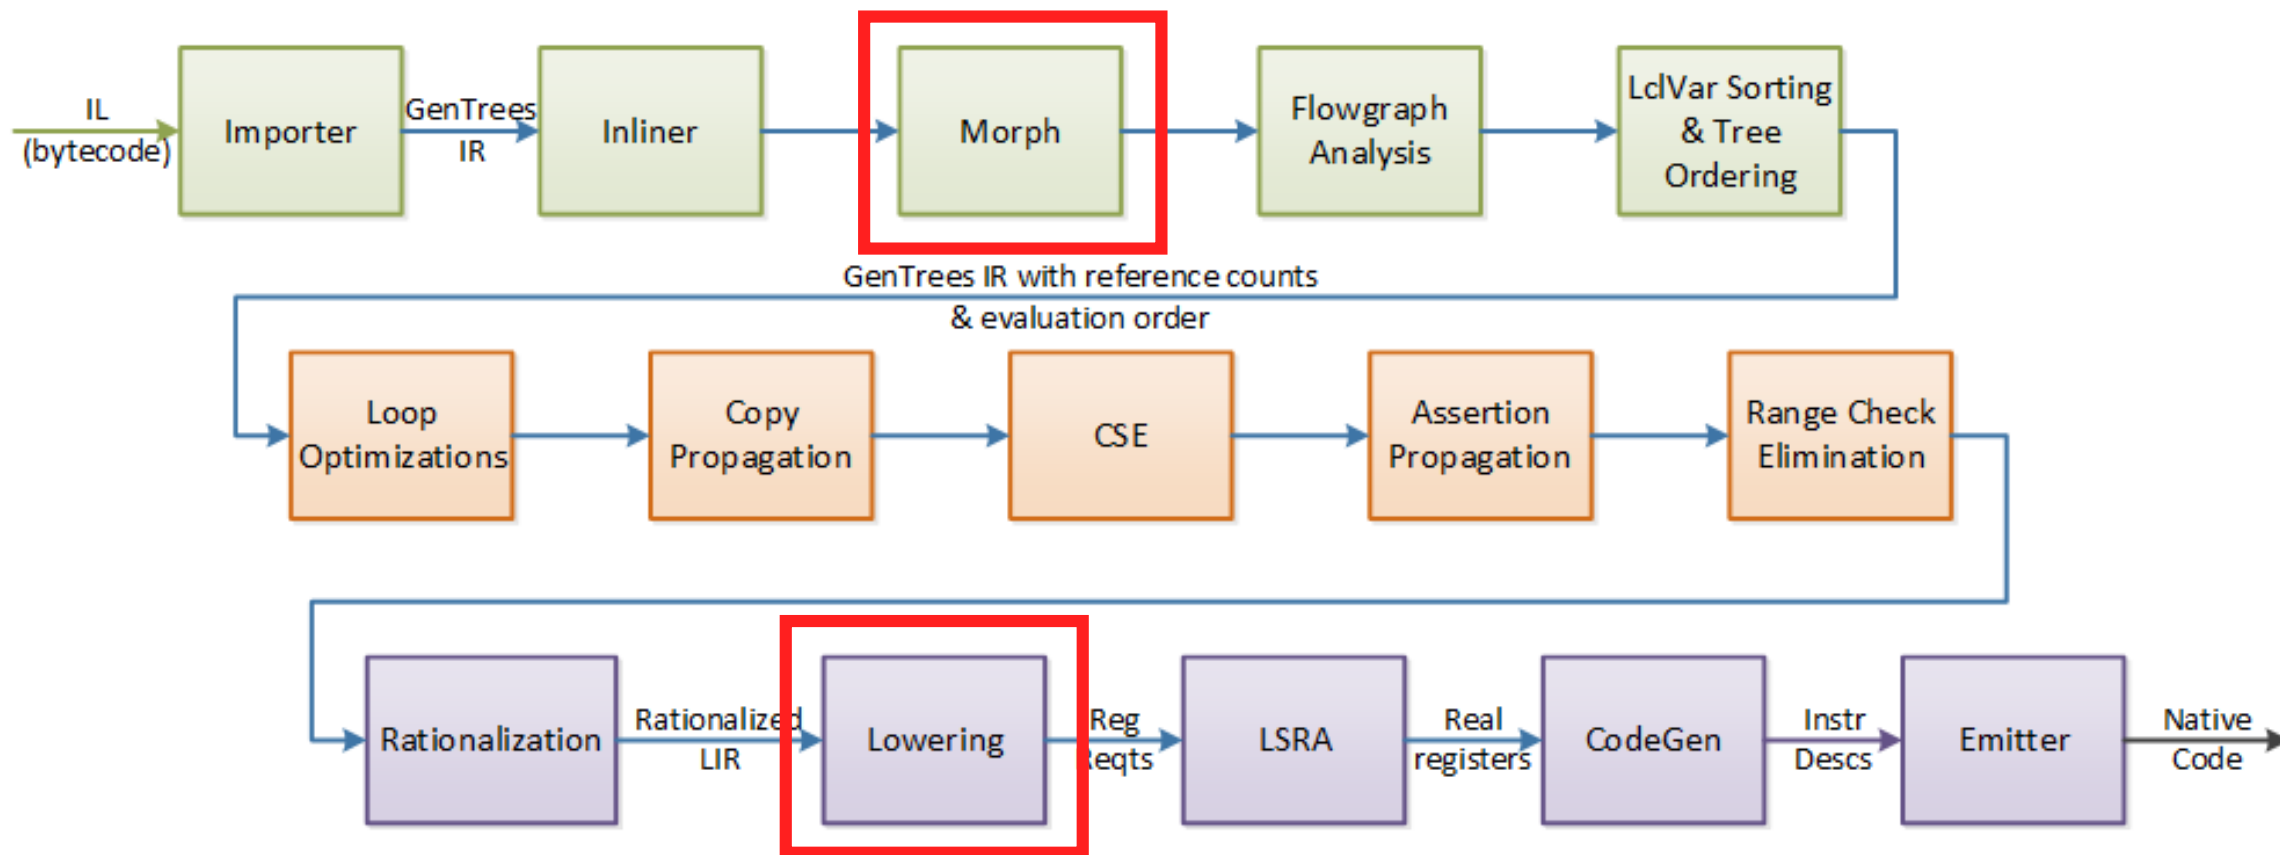 IL
(bytecode)
Importer
GenTrees
IR
Inliner
Morph
Flowgraph
Analysis
LclVar Sorting
& Tree
Ordering
GenTrees IR with reference counts
& evaluation order
Loop
Optimizations
Copy
Propagation
CSE
Assertion
Propagation
Range Check
Elimination
Rationalization
Rationalized
LIR
Lowering
Reg
Reqts
LSRA
Real
registers
CodeGen
Instr
Descs
Emitter
Native
Code